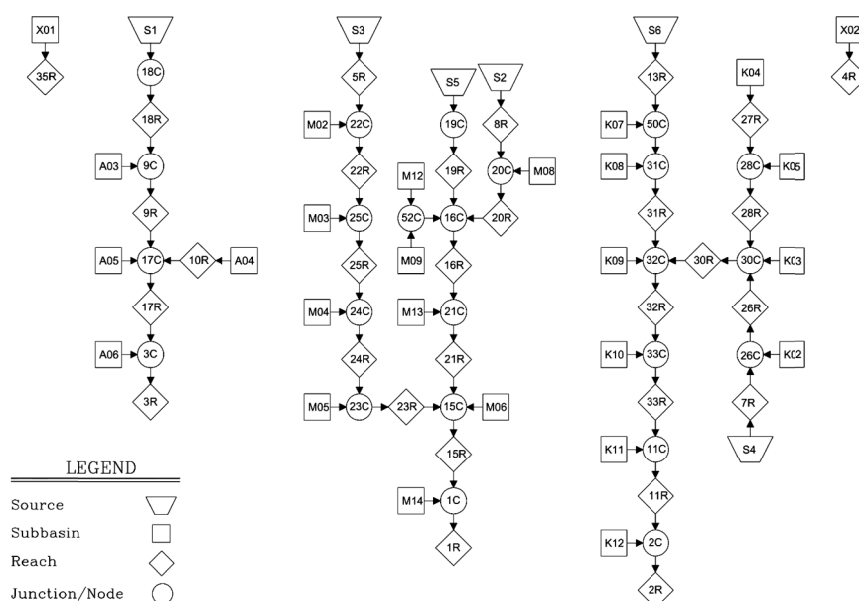 X01
S1
S3
S6
X02
35R
18C
5R
S5
S2
13R
K04
4R
18R
M02
22C
19C
8R
K07
50C
27R
A03
9C
22R
M12
19R
20C
M08
K08
31C
28C
K05
9R
M03
25C
52C
16C
20R
31R
28R
A05
17C
10R
A04
25R
M09
16R
K09
32C
30R
30C
K03
17R
M04
24C
M13
21C
32R
26R
A06
3C
24R
21R
K10
33C
26C
K02
3R
M05
23C
23R
15C
M06
33R
7R
15R
K11
11C
S4
M14
1C
11R
1R
K12
2C
2R
LEGEND
Source
Subbasin
Reach
Junction/Node